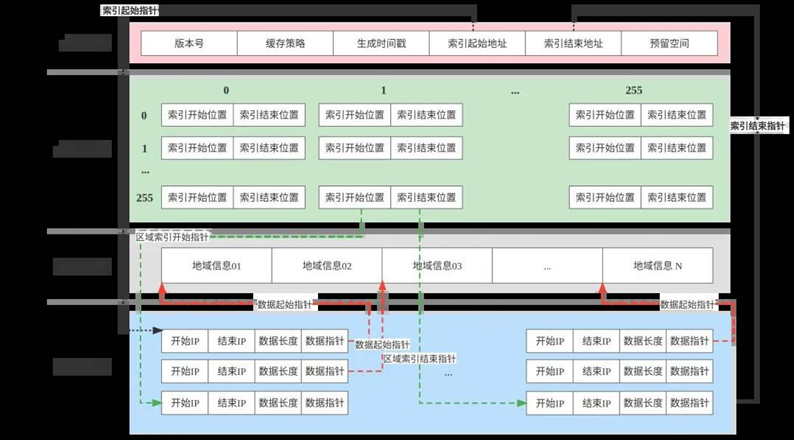 索引起始指针
版本号 缓存策略 生成时间戳 索引起始地址 索引结束地址 预留空间
0 1 ... 255
索引结束指针
0 索引开始位置 索引结束位置 索引开始位置 索引结束位置 索引开始位置 索引结束位置
1 索引开始位置 索引结束位置 索引开始位置 索引结束位置 索引开始位置 索引结束位置
...
255 索引开始位置 索引结束位置 索引开始位置 索引结束位置 索引开始位置 索引结束位置
区域索引开始指针
地域信息01 地域信息02 地域信息03 ... 地域信息 N
数据起始指针 数据起始指针
开始IP 结束IP 数据长度 数据指针 开始IP 结束IP 数据长度 数据指针
数据起始指针
区域索引结束指针
开始IP 结束IP 数据长度 数据指针 ... 开始IP 结束IP 数据长度 数据指针
开始IP 结束IP 数据长度 数据指针 开始IP 结束IP 数据长度 数据指针